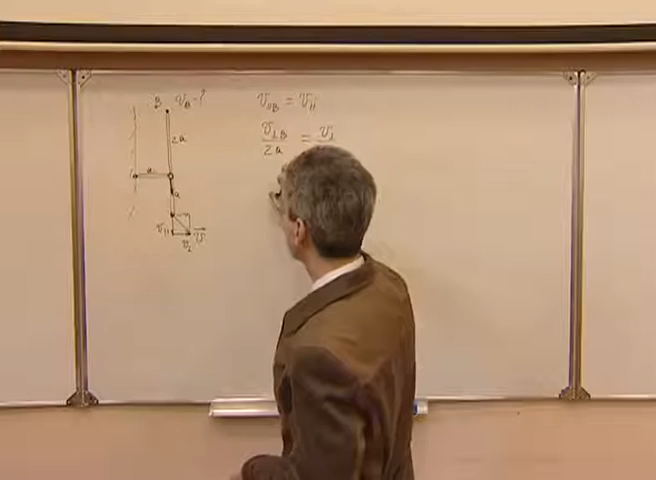 B v_B - ?
2a
a
a
v_∥
v_⊥
v
v_∥B = v_∥
v_⊥B / 2a = v_⊥